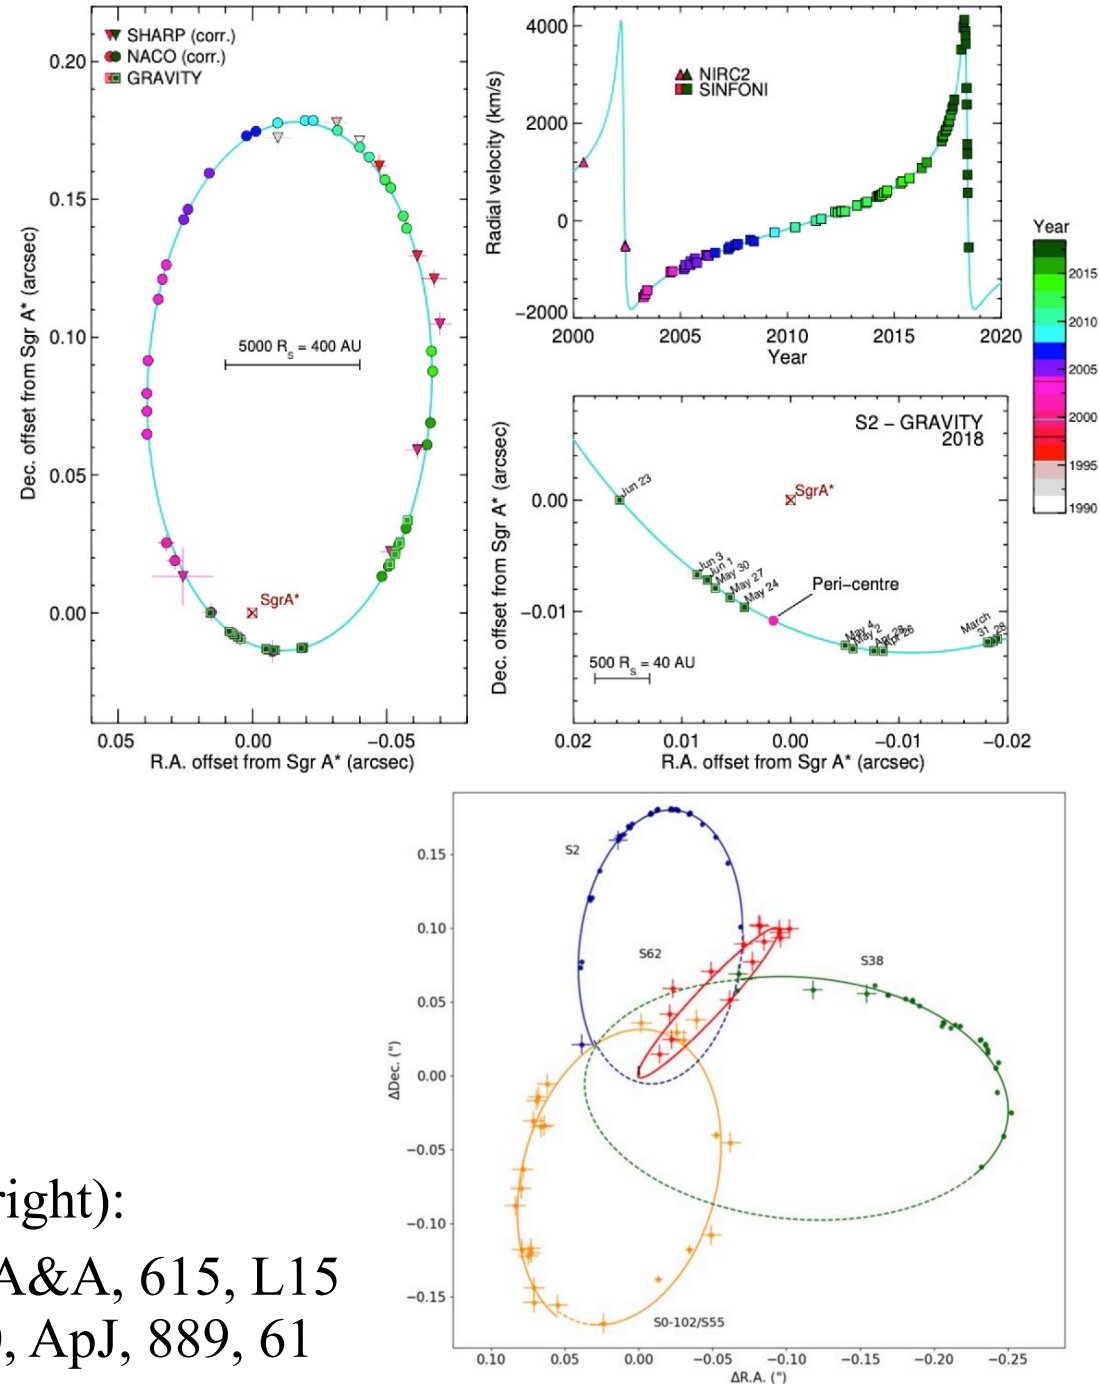 SHARP (corr.)
NACO (corr.)
GRAVITY
0.20
0.15
0.10
0.05
0.00
Dec. offset from Sgr A* (arcsec)
5000 R_S = 400 AU
SgrA*
0.05 0.00 −0.05
R.A. offset from Sgr A* (arcsec)
4000
2000
0
−2000
Radial velocity (km/s)
NIRC2
SINFONI
2000 2005 2010 2015 2020
Year
Year
2015
2010
2005
2000
1995
1990
S2 − GRAVITY
2018
0.00
−0.01
Dec. offset from Sgr A* (arcsec)
SgrA*
Jun 23
Jun 3
Jun 1
May 30
May 27
May 24
Peri-centre
May 4
May 2
Apr 28
Apr 26
March
31 28
500 R_S = 40 AU
0.02 0.01 0.00 −0.01 −0.02
R.A. offset from Sgr A* (arcsec)
0.15
0.10
0.05
0.00
−0.05
−0.10
−0.15
ΔDec. (")
S2
S62
S38
S0-102/S55
0.10 0.05 0.00 −0.05 −0.10 −0.15 −0.20 −0.25
ΔR.A. (")
right):
A&A, 615, L15
, ApJ, 889, 61